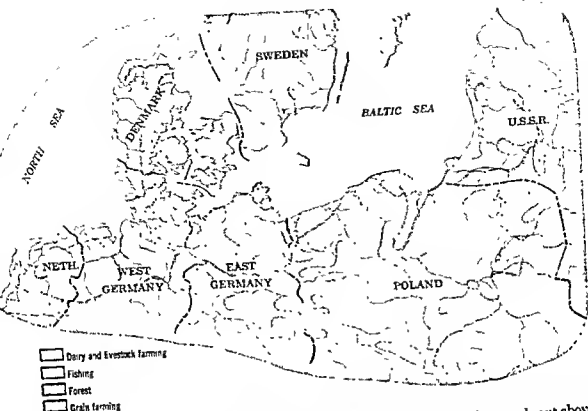 SWEDEN
DENMARK
NORTH SEA
BALTIC SEA
U.S.S.R.
NETH.
WEST
GERMANY
EAST
GERMANY
POLAND
Dairy and livestock farming
Fishing
Forest
Grain farming